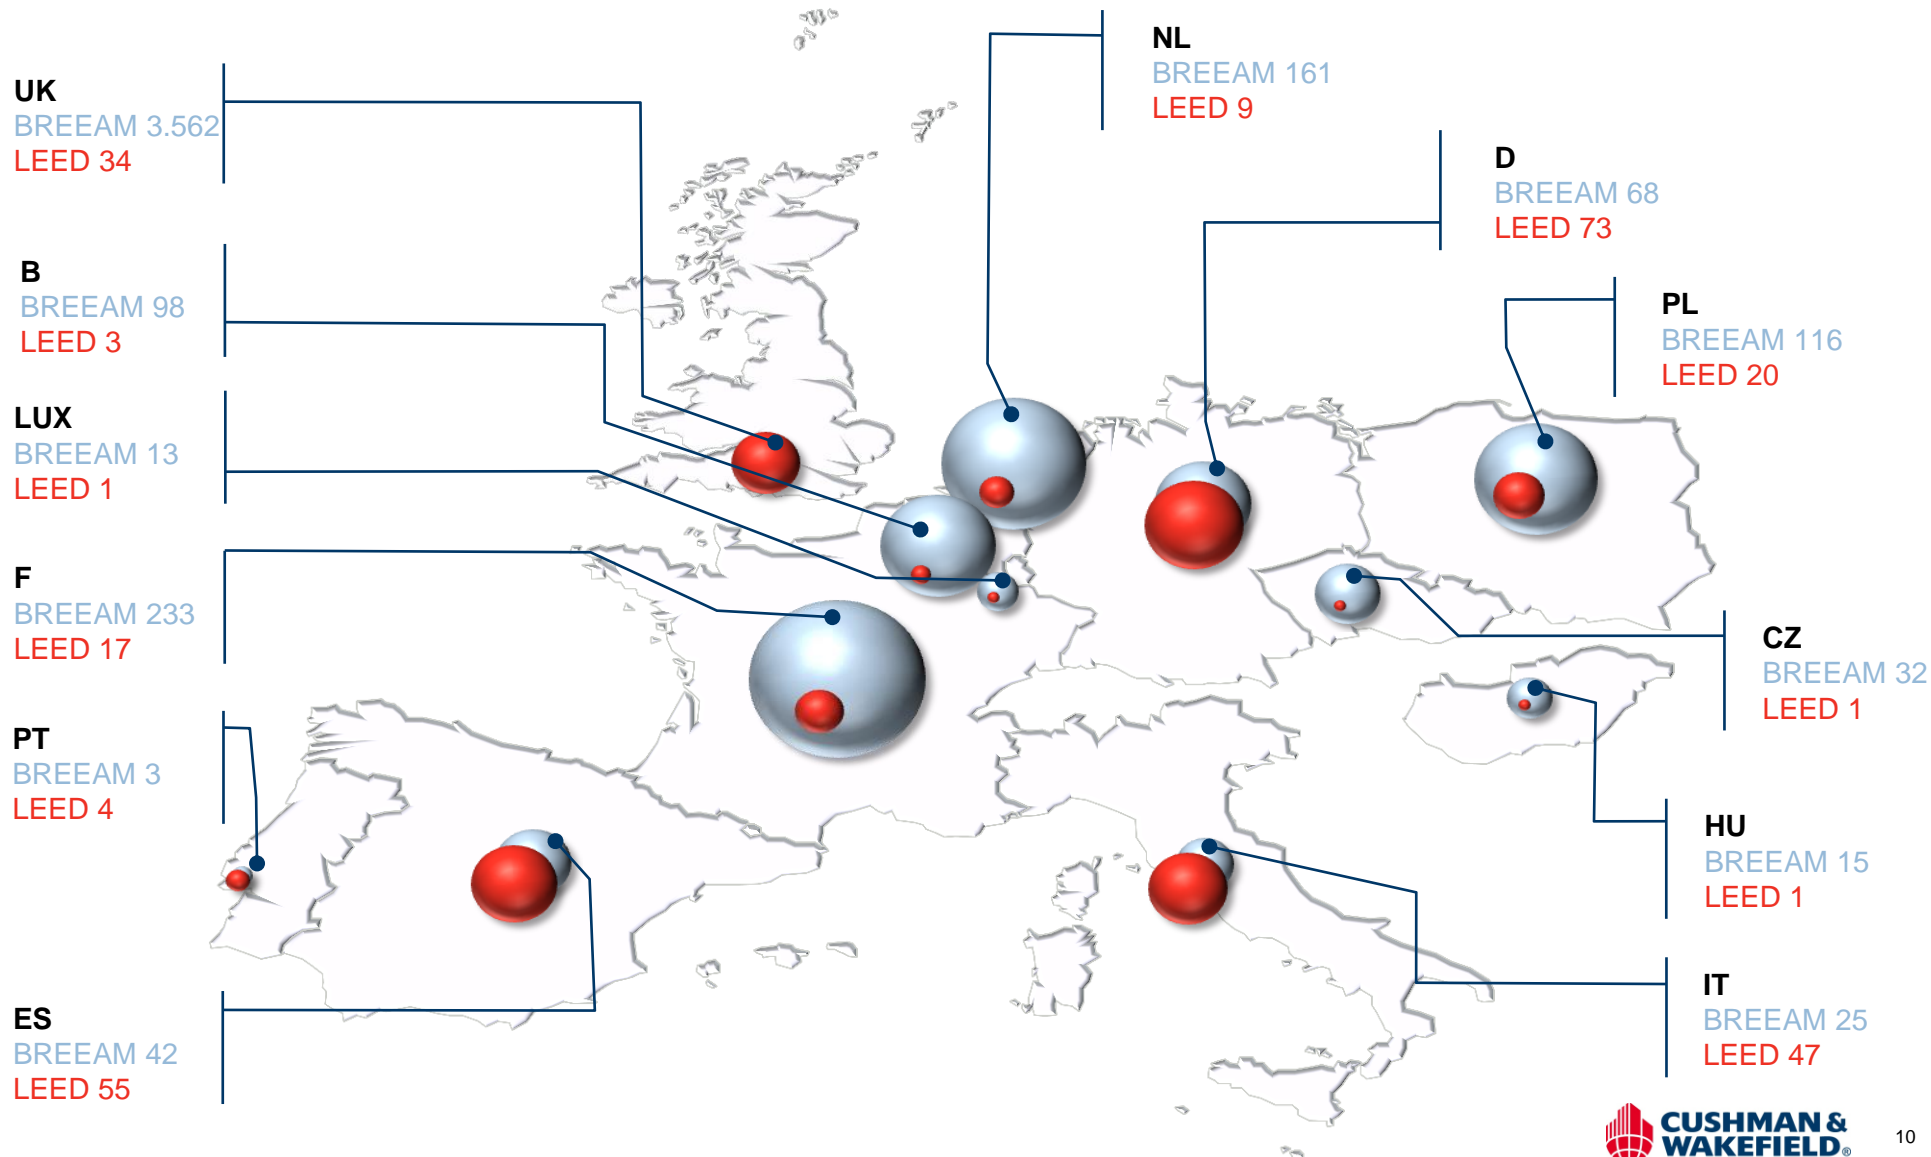 UK
BREEAM 3.562
LEED 34
B
BREEAM 98
LEED 3
LUX
BREEAM 13
LEED 1
F
BREEAM 233
LEED 17
PT
BREEAM 3
LEED 4
ES
BREEAM 42
LEED 55
NL
BREEAM 161
LEED 9
D
BREEAM 68
LEED 73
PL
BREEAM 116
LEED 20
CZ
BREEAM 32
LEED 1
HU
BREEAM 15
LEED 1
IT
BREEAM 25
LEED 47
CUSHMAN &
WAKEFIELD®
10